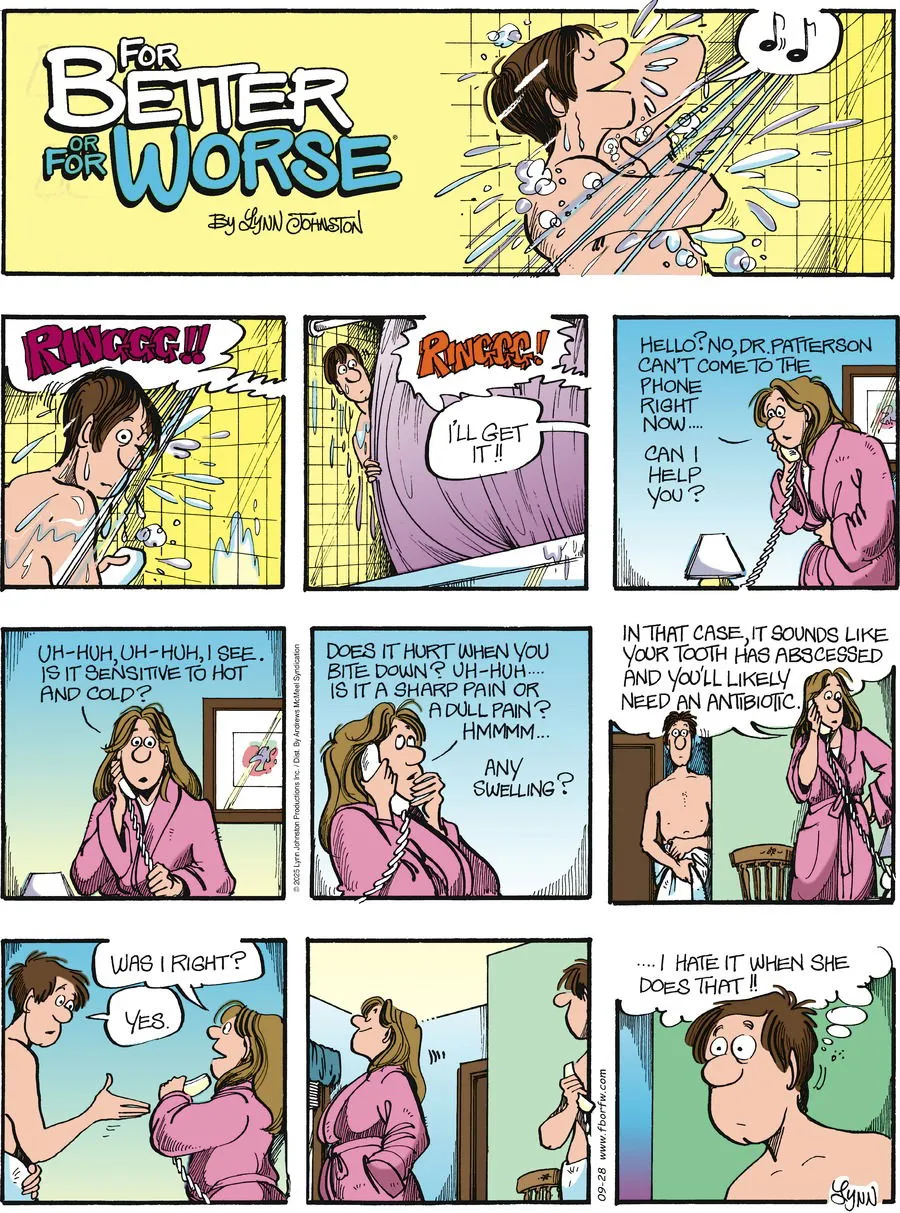 FOR
BETTER
OR
FOR WORSE®
BY LYNN JOHNSTON
RINGGG!!
RINGGG!
I'LL GET
IT!!
HELLO? NO, DR. PATTERSON
CAN'T COME TO THE
PHONE
RIGHT
NOW....
CAN I
HELP
YOU?
UH-HUH, UH-HUH, I SEE.
IS IT SENSITIVE TO HOT
AND COLD?
© 2025 Lynn Johnston Productions Inc. / Dist. By Andrews McMeel Syndication
DOES IT HURT WHEN YOU
BITE DOWN? UH-HUH....
IS IT A SHARP PAIN OR
A DULL PAIN?
HMMMM...
ANY
SWELLING?
IN THAT CASE, IT SOUNDS LIKE
YOUR TOOTH HAS ABSCESSED
AND YOU'LL LIKELY
NEED AN ANTIBIOTIC.
WAS I RIGHT?
YES.
09-28 www.fborfw.com
....I HATE IT WHEN SHE
DOES THAT!!
LYNN